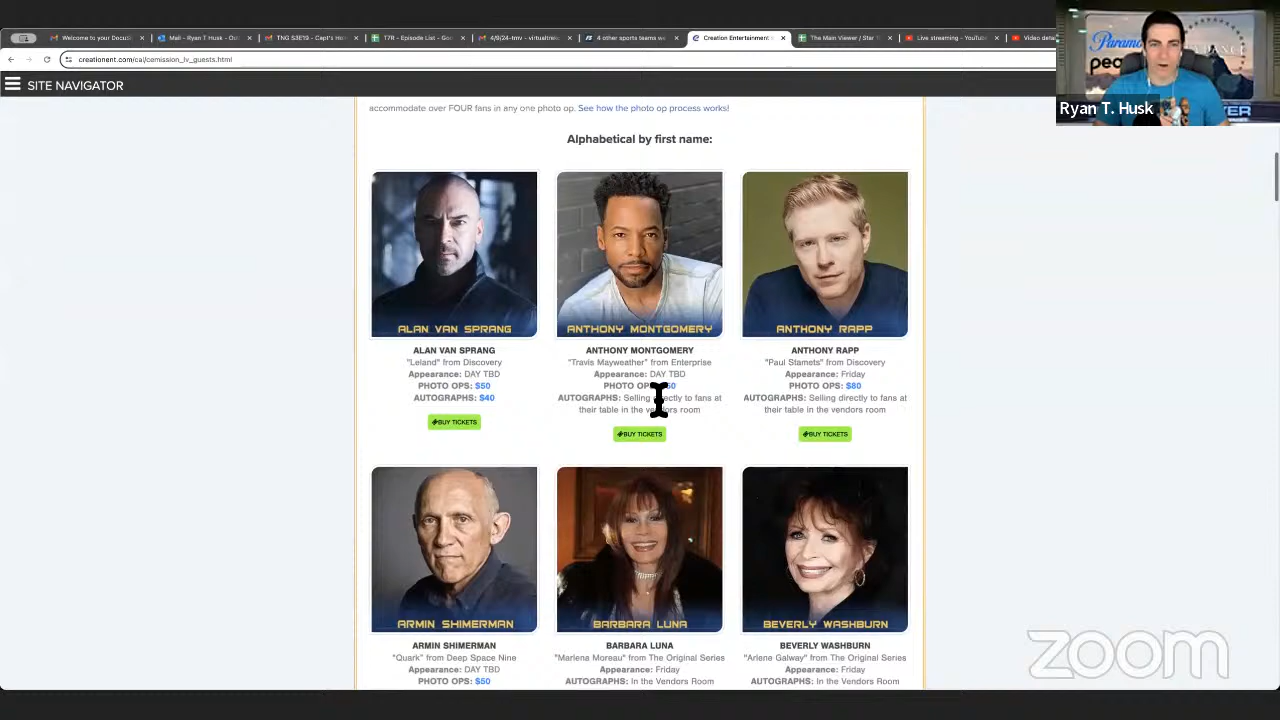 Welcome to your DocuSi
Mail - Ryan T Husk - Out
TNG S3E19 - Capt's Ho
T7R - Episode List - Goo
4/9/24-tmv - virtualtrek
4 other sports teams we
Creation Entertainment
The Main Viewer / Star T
Live streaming - YouTube
Video detai
creationent.com/cal/cemission_lv_guests.html
SITE NAVIGATOR
Ryan T. Husk
accommodate over FOUR fans in any one photo op. See how the photo op process works!
Alphabetical by first name:
ALAN VAN SPRANG
ANTHONY MONTGOMERY
ANTHONY RAPP
ALAN VAN SPRANG
"Leland" from Discovery
Appearance: DAY TBD
PHOTO OPS: $50
AUTOGRAPHS: $40
BUY TICKETS
ANTHONY MONTGOMERY
"Travis Mayweather" from Enterprise
Appearance: DAY TBD
PHOTO OPS:
AUTOGRAPHS: Selling directly to fans at
their table in the vendors room
BUY TICKETS
ANTHONY RAPP
"Paul Stamets" from Discovery
Appearance: Friday
PHOTO OPS: $80
AUTOGRAPHS: Selling directly to fans at
their table in the vendors room
BUY TICKETS
ARMIN SHIMERMAN
BARBARA LUNA
BEVERLY WASHBURN
ARMIN SHIMERMAN
"Quark" from Deep Space Nine
Appearance: DAY TBD
PHOTO OPS: $50
BARBARA LUNA
"Marlena Moreau" from The Original Series
Appearance: Friday
AUTOGRAPHS: In the Vendors Room
BEVERLY WASHBURN
"Arlene Galway" from The Original Series
Appearance: Friday
AUTOGRAPHS: In the Vendors Room
zoom